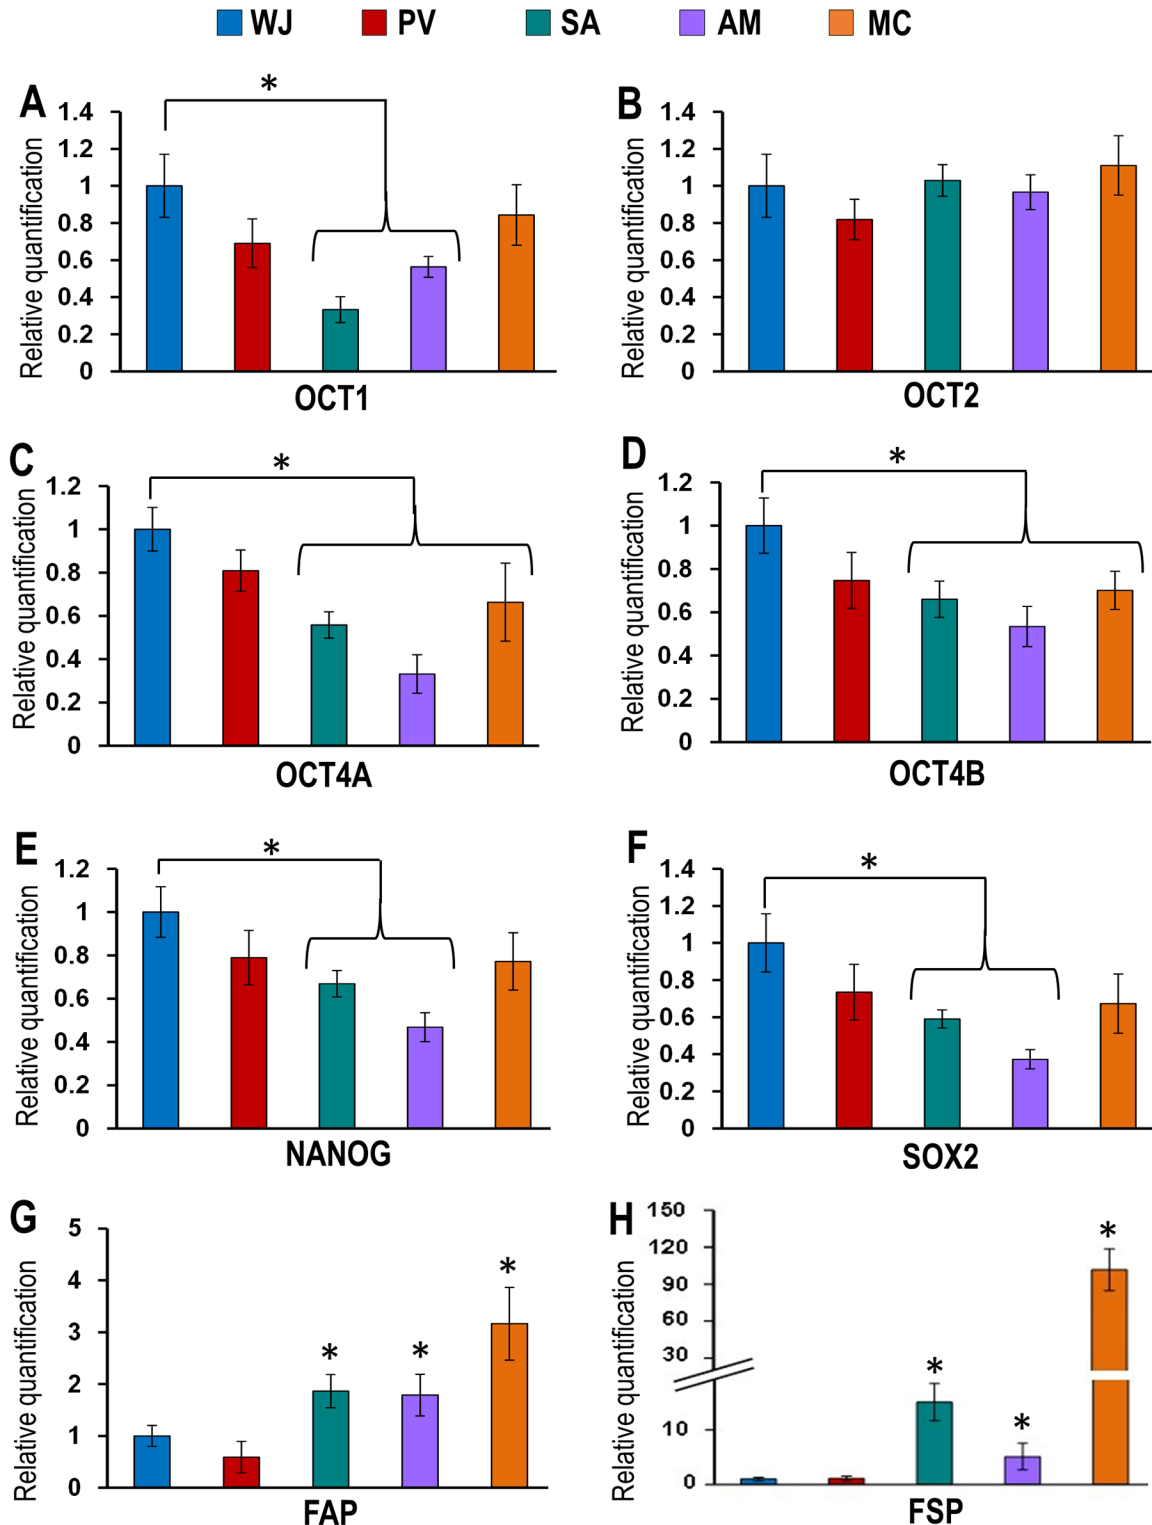 WJ PV SA AM MC
A
*
Relative quantification
1.4
1.2
1
0.8
0.6
0.4
0.2
0
OCT1
B
Relative quantification
1.4
1.2
1
0.8
0.6
0.4
0.2
0
OCT2
C
*
Relative quantification
1.2
1
0.8
0.6
0.4
0.2
0
OCT4A
D
*
Relative quantification
1.2
1
0.8
0.6
0.4
0.2
0
OCT4B
E
*
Relative quantification
1.2
1
0.8
0.6
0.4
0.2
0
NANOG
F
*
Relative quantification
1.4
1.2
1
0.8
0.6
0.4
0.2
0
SOX2
G
Relative quantification
5
4
3
2
1
0
* * *
FAP
H
Relative quantification
150
120
90
60
30
10
0
* * *
FSP